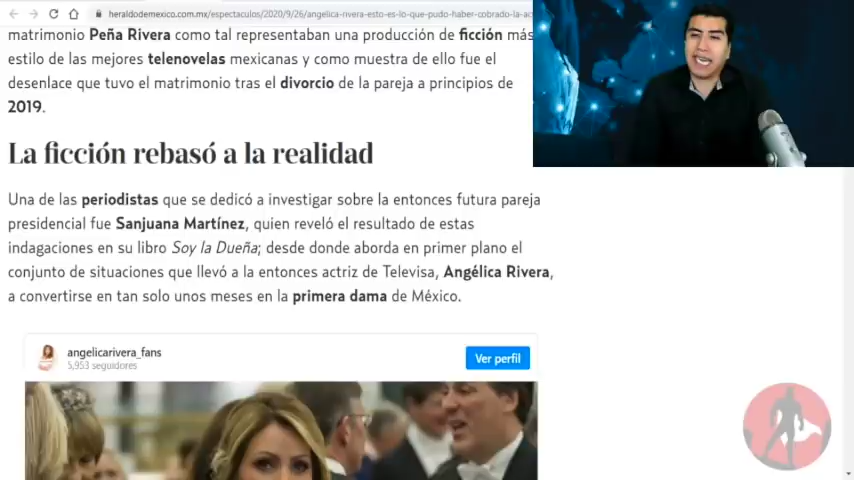 heraldodemexico.com.mx/espectaculos/2020/9/26/angelica-rivera-esto-es-lo-que-pudo-haber-cobrado-la-ac
matrimonio Peña Rivera como tal representaban una producción de ficción más
estilo de las mejores telenovelas mexicanas y como muestra de ello fue el
desenlace que tuvo el matrimonio tras el divorcio de la pareja a principios de
2019.
La ficción rebasó a la realidad
Una de las periodistas que se dedicó a investigar sobre la entonces futura pareja
presidencial fue Sanjuana Martínez, quien reveló el resultado de estas
indagaciones en su libro Soy la Dueña; desde donde aborda en primer plano el
conjunto de situaciones que llevó a la entonces actriz de Televisa, Angélica Rivera,
a convertirse en tan solo unos meses en la primera dama de México.
angelicarivera_fans
5,953 seguidores
Ver perfil